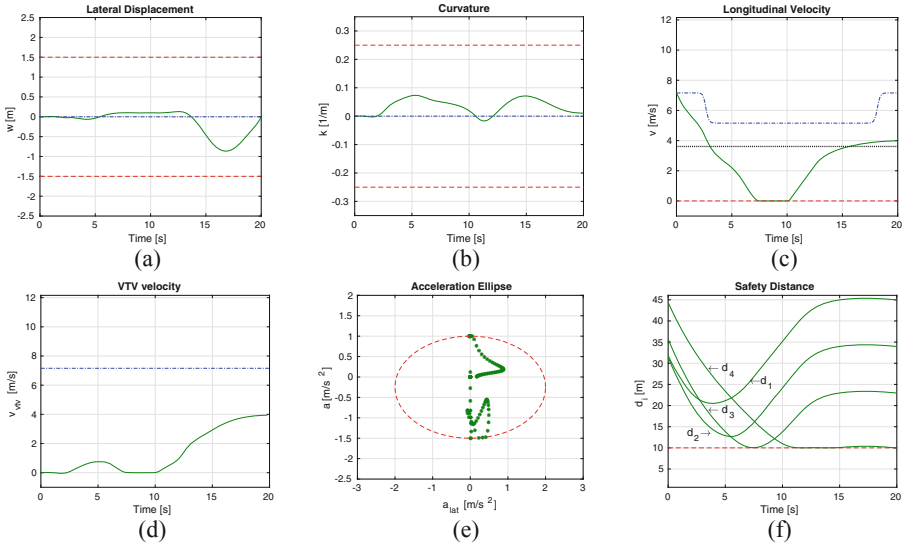 Lateral Displacement
2.5
2
1.5
1
0.5
0
-0.5
-1
-1.5
-2
-2.5
w [m]
0 5 10 15 20
Time [s]
(a)
Curvature
0.3
0.2
0.1
0
-0.1
-0.2
-0.3
k [1/m]
0 5 10 15 20
Time [s]
(b)
Longitudinal Velocity
12
10
8
6
4
2
0
v [m/s]
0 5 10 15 20
Time [s]
(c)
VTV velocity
12
10
8
6
4
2
0
v_vtv [m/s]
0 5 10 15 20
Time [s]
(d)
Acceleration Ellipse
2
1.5
1
0.5
0
-0.5
-1
-1.5
-2
-2.5
a [m/s²]
-3 -2 -1 0 1 2 3
a_lat [m/s²]
(e)
Safety Distance
45
40
35
30
25
20
15
10
5
d_i [m]
←d_4
←d_1
←d_3
d_2→
0 5 10 15 20
Time [s]
(f)